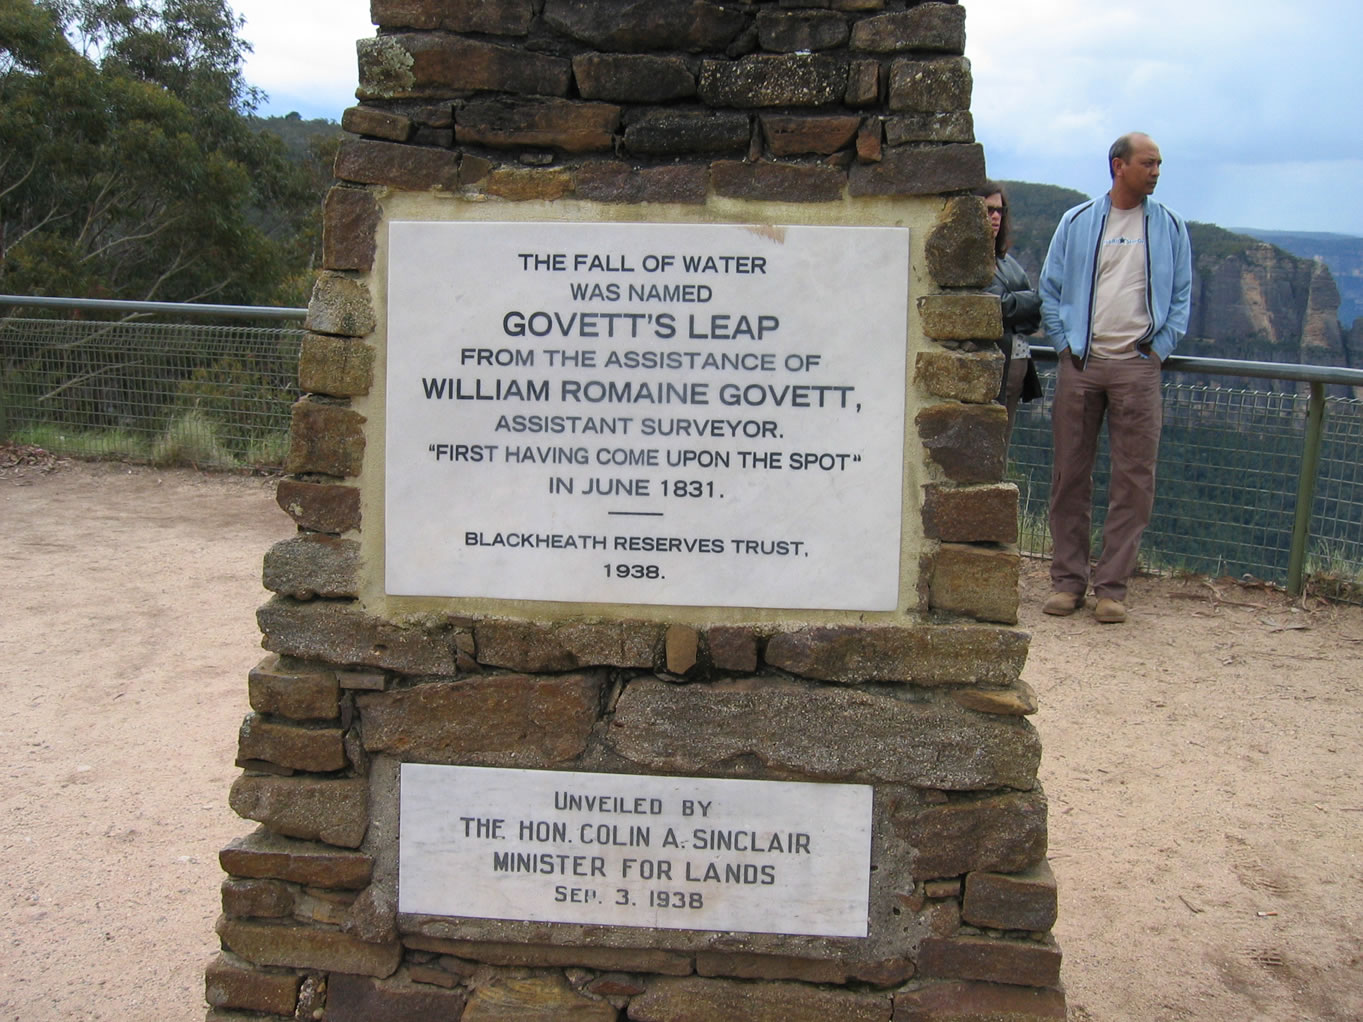 THE FALL OF WATER
WAS NAMED
GOVETT'S LEAP
FROM THE ASSISTANCE OF
WILLIAM ROMAINE GOVETT,
ASSISTANT SURVEYOR.
"FIRST HAVING COME UPON THE SPOT"
IN JUNE 1831.
BLACKHEATH RESERVES TRUST,
1938.
UNVEILED BY
THE HON. COLIN A. SINCLAIR
MINISTER FOR LANDS
SEP. 3. 1938